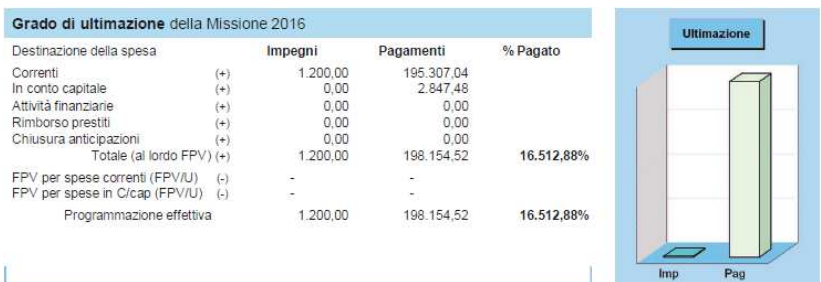 Grado di ultimazione della Missione 2016
Destinazione della spesa Impegni Pagamenti % Pagato
Correnti (+) 1.200,00 195.307,04
In conto capitale (+) 0,00 2.847,48
Attività finanziarie (+) 0,00 0,00
Rimborso prestiti (+) 0,00 0,00
Chiusura anticipazioni (+) 0,00 0,00
Totale (al lordo FPV) (+) 1.200,00 198.154,52 16.512,88%
FPV per spese correnti (FPV/U) (-) - -
FPV per spese in C/cap (FPV/U) (-) - -
Programmazione effettiva 1.200,00 198.154,52 16.512,88%
Ultimazione
Imp Pag